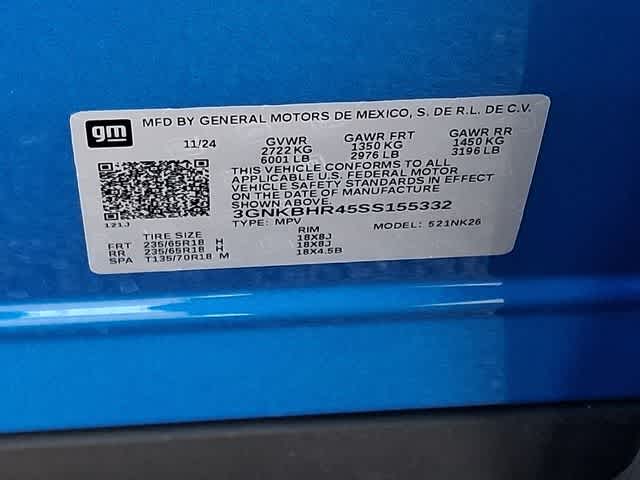 gm
MFD BY GENERAL MOTORS DE MEXICO, S. DE R.L. DE C.V.
11/24 GVWR GAWR FRT GAWR RR
2722 KG 1350 KG 1450 KG
6001 LB 2976 LB 3196 LB
THIS VEHICLE CONFORMS TO ALL
APPLICABLE U.S. FEDERAL MOTOR
VEHICLE SAFETY STANDARDS IN EFFECT
ON THE DATE OF MANUFACTURE
SHOWN ABOVE.
3GNKBHR45SS155332
TYPE: MPV MODEL: 521NK26
121J
TIRE SIZE RIM
FRT 235/65R18 H 18X8J
RR 235/65R18 H 18X8J
SPA T135/70R18 M 18X4.5B